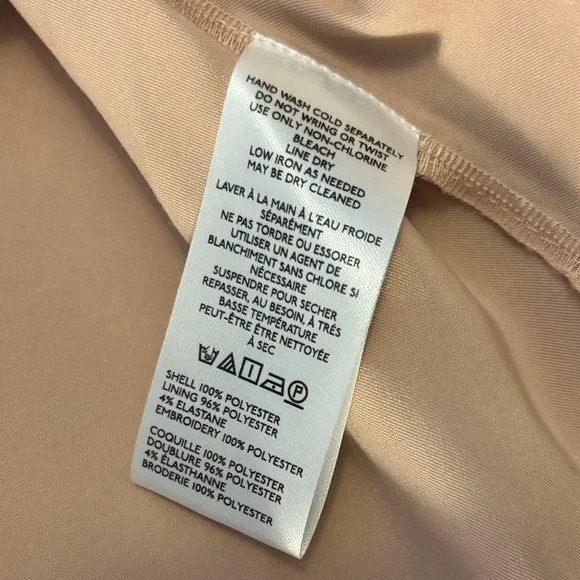 HAND WASH COLD SEPARATELY
DO NOT WRING OR TWIST
USE ONLY NON-CHLORINE
BLEACH
LINE DRY
LOW IRON AS NEEDED
MAY BE DRY CLEANED
LAVER À LA MAIN À L'EAU FROIDE
SÉPARÉMENT
NE PAS TORDRE OU ESSORER
UTILISER UN AGENT DE
BLANCHIMENT SANS CHLORE SI
NÉCESSAIRE
SUSPENDRE POUR SECHER
REPASSER, AU BESOIN, À TRÉS
BASSE TEMPÉRATURE
PEUT-ÊTRE ÊTRE NETTOYÉE
À SEC
P
SHELL 100% POLYESTER
LINING 96% POLYESTER
4% ELASTANE
EMBROIDERY 100% POLYESTER
COQUILLE 100% POLYESTER
DOUBLURE 96% POLYESTER
4% ÉLASTHANNE
BRODERIE 100% POLYESTER